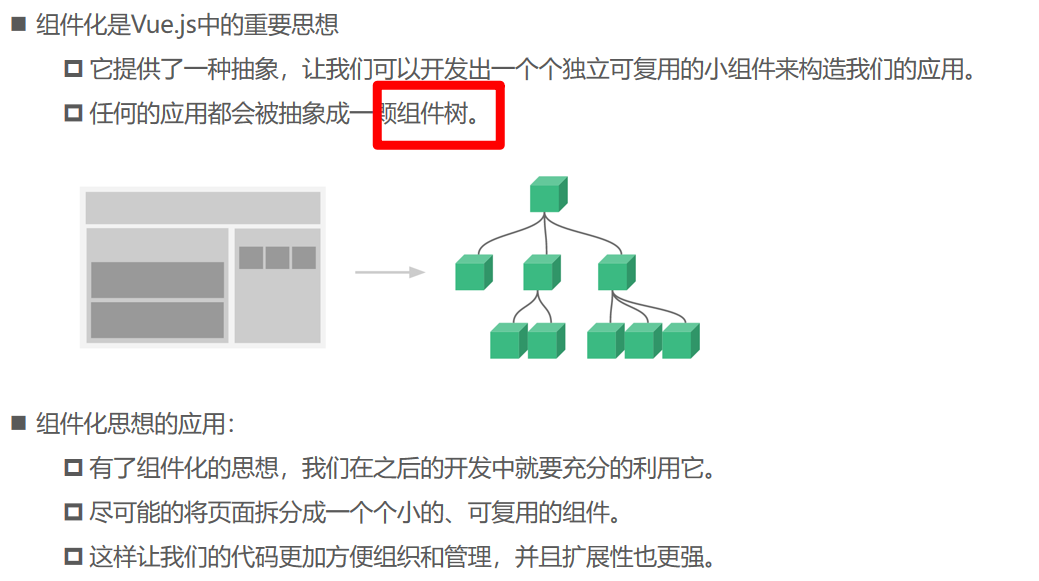 组件化是Vue.js中的重要思想
它提供了一种抽象，让我们可以开发出一个个独立可复用的小组件来构造我们的应用。
任何的应用都会被抽象成一颗组件树。
组件化思想的应用：
有了组件化的思想，我们在之后的开发中就要充分的利用它。
尽可能的将页面拆分成一个个小的、可复用的组件。
这样让我们的代码更加方便组织和管理，并且扩展性也更强。